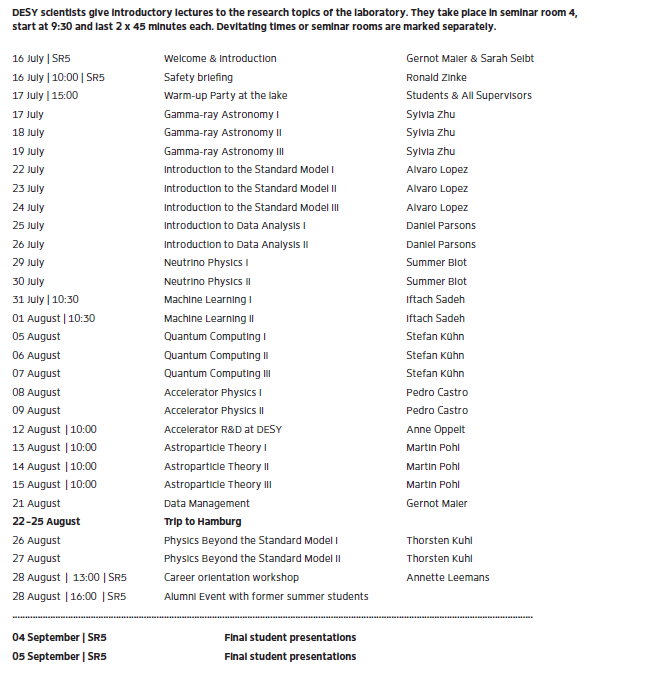 DESY scientists give introductory lectures to the research topics of the laboratory. They take place in seminar room 4,
start at 9:30 and last 2 x 45 minutes each. Devitating times or seminar rooms are marked separately.
16 July | SR5 Welcome & Introduction Gernot Maier & Sarah Seibt
16 July | 10:00 | SR5 Safety briefing Ronald Zinke
17 July | 15:00 Warm-up Party at the lake Students & All Supervisors
17 July Gamma-ray Astronomy I Sylvia Zhu
18 July Gamma-ray Astronomy II Sylvia Zhu
19 July Gamma-ray Astronomy III Sylvia Zhu
22 July Introduction to the Standard Model I Alvaro Lopez
23 July Introduction to the Standard Model II Alvaro Lopez
24 July Introduction to the Standard Model III Alvaro Lopez
25 July Introduction to Data Analysis I Daniel Parsons
26 July Introduction to Data Analysis II Daniel Parsons
29 July Neutrino Physics I Summer Blot
30 July Neutrino Physics II Summer Blot
31 July | 10:30 Machine Learning I Iftach Sadeh
01 August | 10:30 Machine Learning II Iftach Sadeh
05 August Quantum Computing I Stefan Kühn
06 August Quantum Computing II Stefan Kühn
07 August Quantum Computing III Stefan Kühn
08 August Accelerator Physics I Pedro Castro
09 August Accelerator Physics II Pedro Castro
12 August | 10:00 Accelerator R&D at DESY Anne Oppelt
13 August | 10:00 Astroparticle Theory I Martin Pohl
14 August | 10:00 Astroparticle Theory II Martin Pohl
15 August | 10:00 Astroparticle Theory III Martin Pohl
21 August Data Management Gernot Maier
22–25 August Trip to Hamburg
26 August Physics Beyond the Standard Model I Thorsten Kuhl
27 August Physics Beyond the Standard Model II Thorsten Kuhl
28 August | 13:00 | SR5 Career orientation workshop Annette Leemans
28 August | 16:00 | SR5 Alumni Event with former summer students
04 September | SR5 Final student presentations
05 September | SR5 Final student presentations